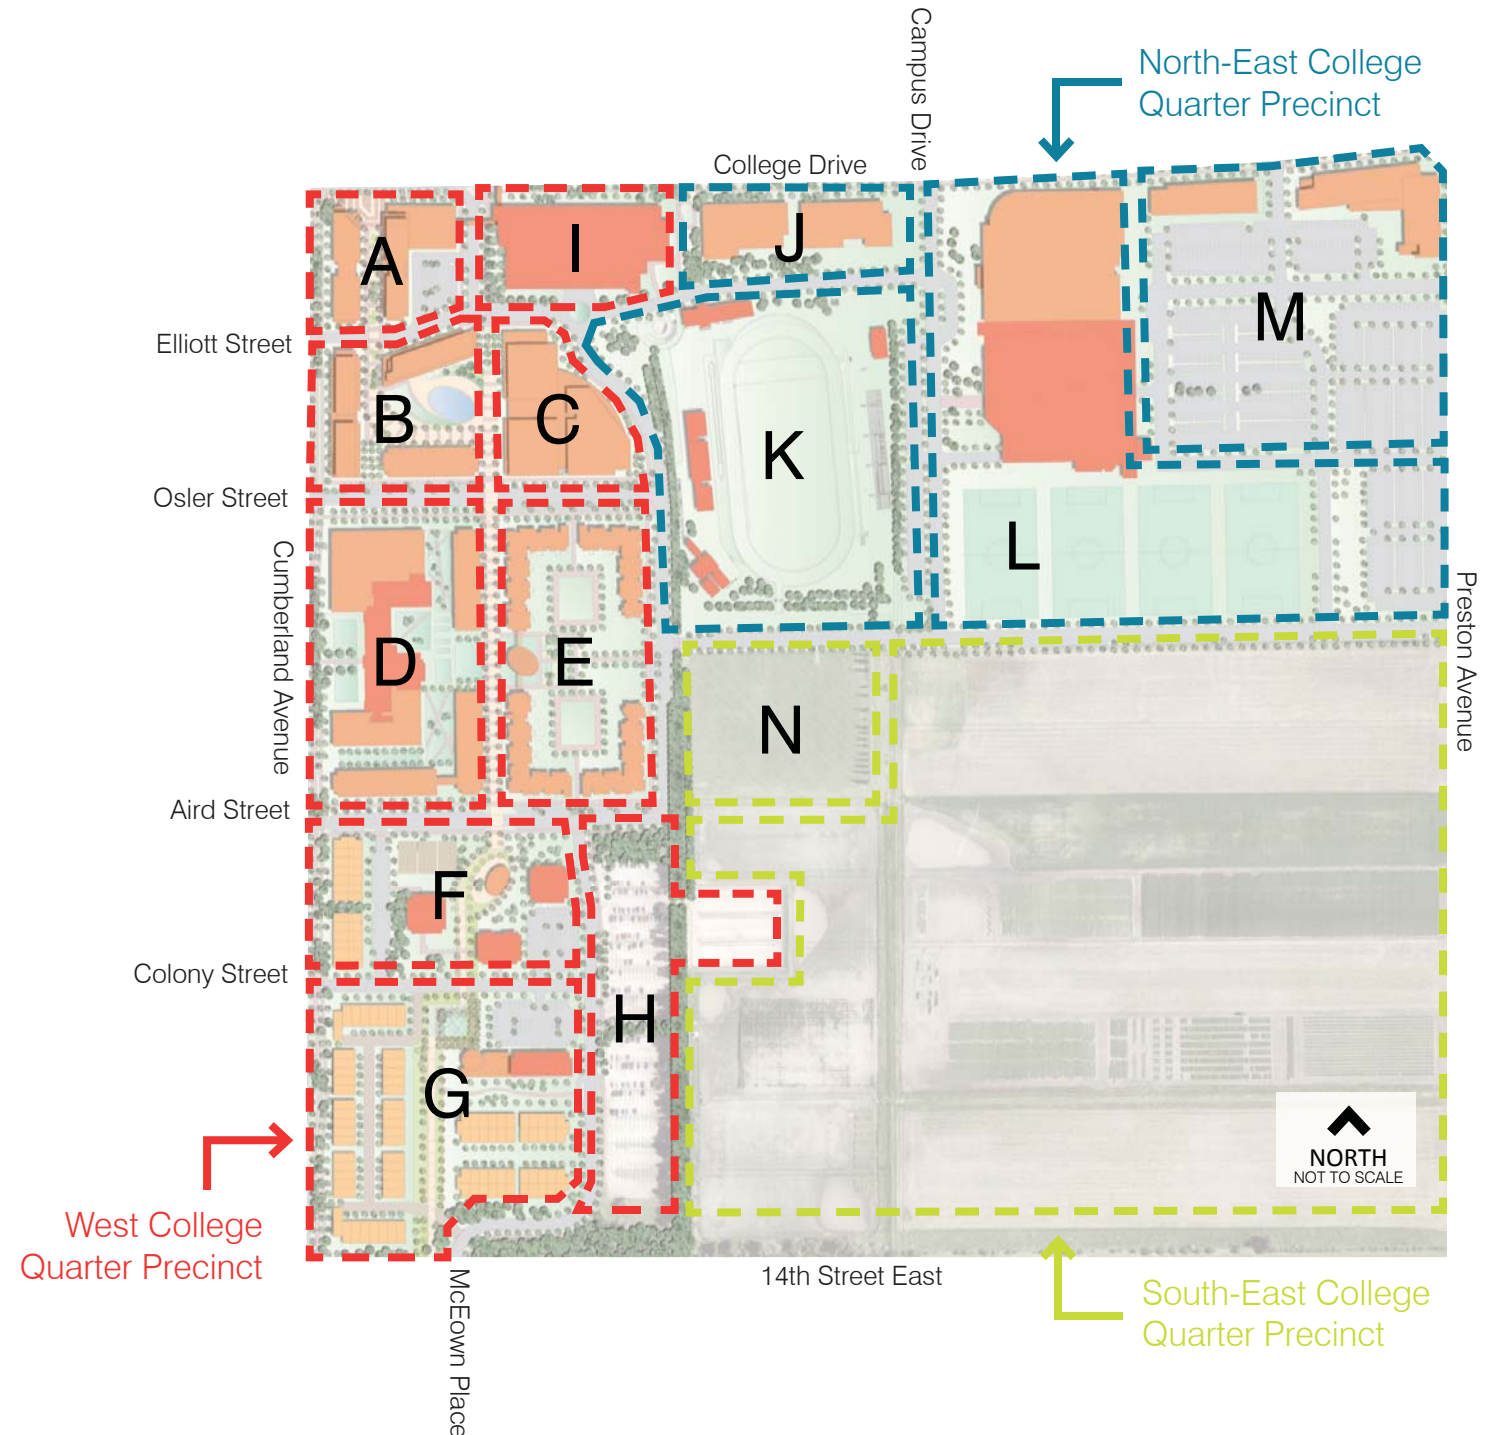 Campus Drive
North-East College
Quarter Precinct
College Drive
A
I
J
M
Elliott Street
B
C
K
Osler Street
L
Cumberland Avenue
D
E
Preston Avenue
N
Aird Street
F
Colony Street
H
G
NORTH
NOT TO SCALE
West College
Quarter Precinct
14th Street East
McEown Place
South-East College
Quarter Precinct